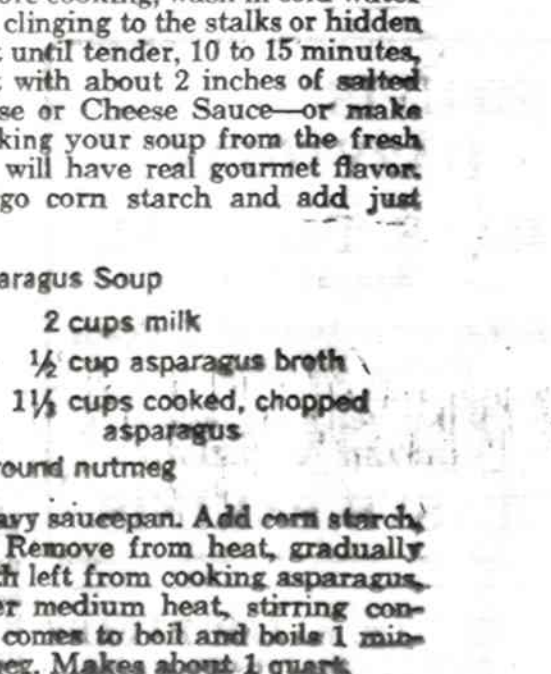 clinging to the stalks or hidden
until tender, 10 to 15 minutes,
with about 2 inches of salted
se or Cheese Sauce—or make
king your soup from the fresh
will have real gourmet flavor.
go corn starch and add just
aragus Soup
2 cups milk
½ cup asparagus broth
1⅓ cups cooked, chopped
asparagus
round nutmeg
avy saucepan. Add corn starch,
Remove from heat, gradually
th left from cooking asparagus,
er medium heat, stirring con-
comes to boil and boils 1 min-
meg. Makes about 1 quart.